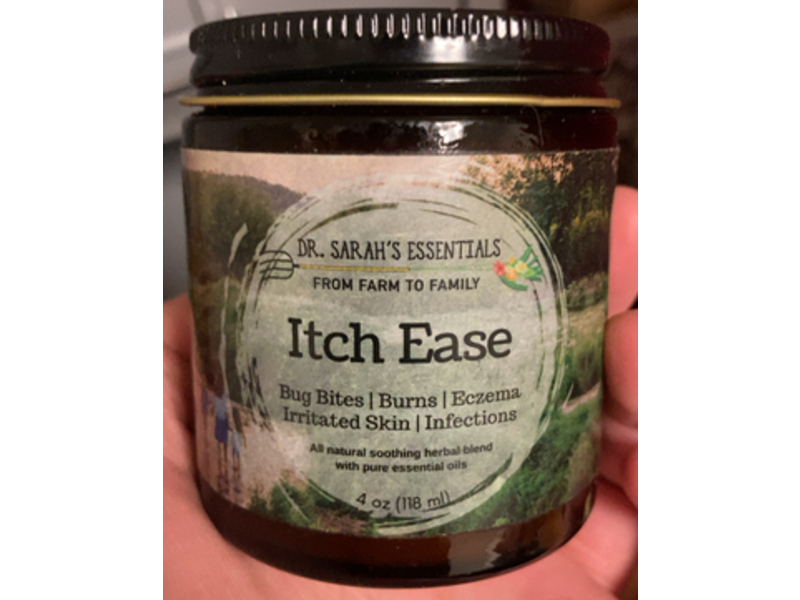 DR. SARAH'S ESSENTIALS
FROM FARM TO FAMILY
Itch Ease
Bug Bites | Burns | Eczema
Irritated Skin | Infections
All natural soothing herbal blend
with pure essential oils
4 oz (118 ml)